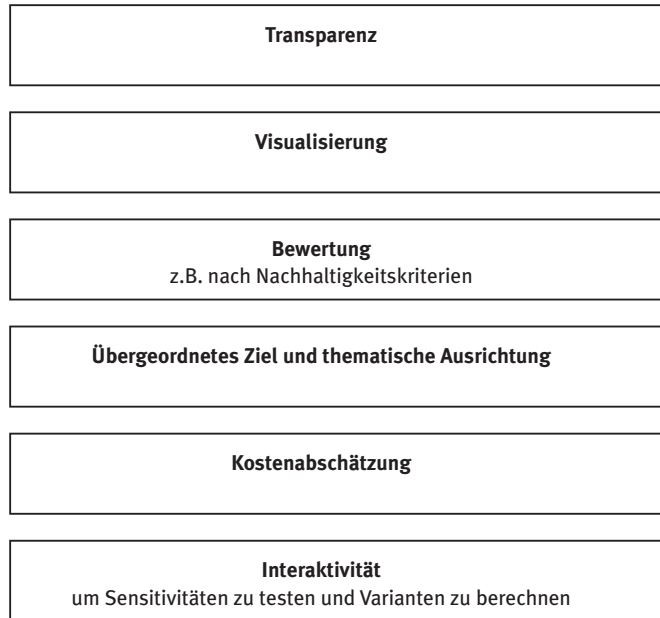 Transparenz
Visualisierung
Bewertung
z.B. nach Nachhaltigkeitskriterien
Übergeordnetes Ziel und thematische Ausrichtung
Kostenabschätzung
Interaktivität
um Sensitivitäten zu testen und Varianten zu berechnen